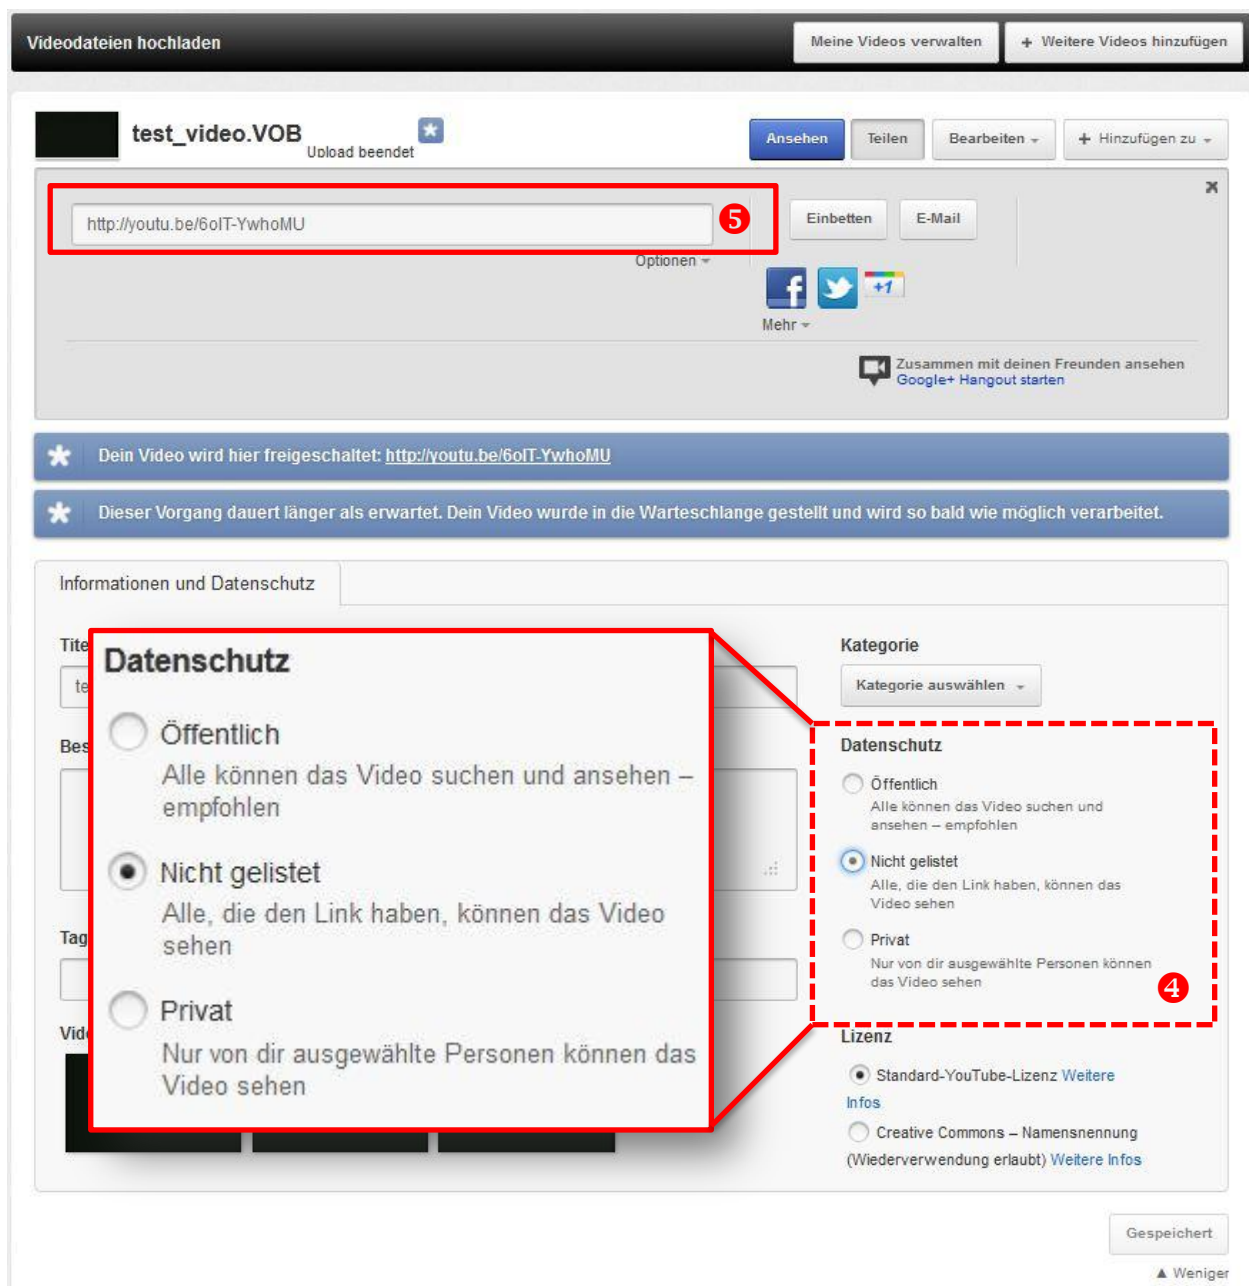 Videodateien hochladen
Meine Videos verwalten
+ Weitere Videos hinzufügen
test_video.VOB
Upload beendet
Ansehen
Teilen
Bearbeiten
+ Hinzufügen zu
http://youtu.be/6oIT-YwhoMU
5
Einbetten
E-Mail
Optionen
f
+1
Mehr
Zusammen mit deinen Freunden ansehen
Google+ Hangout starten
Dein Video wird hier freigeschaltet: http://youtu.be/6oIT-YwhoMU
Dieser Vorgang dauert länger als erwartet. Dein Video wurde in die Warteschlange gestellt und wird so bald wie möglich verarbeitet.
Informationen und Datenschutz
Tite
te
Bes
Tag
Vide
Datenschutz
Öffentlich
Alle können das Video suchen und ansehen –
empfohlen
Nicht gelistet
Alle, die den Link haben, können das Video
sehen
Privat
Nur von dir ausgewählte Personen können das
Video sehen
Kategorie
Kategorie auswählen
Datenschutz
Öffentlich
Alle können das Video suchen und
ansehen – empfohlen
Nicht gelistet
Alle, die den Link haben, können das
Video sehen
Privat
Nur von dir ausgewählte Personen können
das Video sehen
4
Lizenz
Standard-YouTube-Lizenz Weitere
Infos
Creative Commons – Namensnennung
(Wiederverwendung erlaubt) Weitere Infos
Gespeichert
▲ Weniger